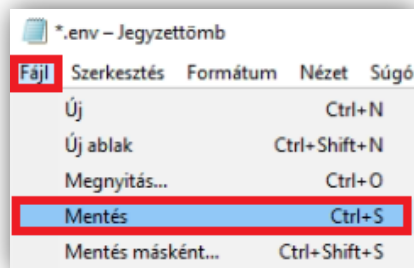 *.env – Jegyzettömb
Fájl Szerkesztés Formátum Nézet Súgó
Új Ctrl+N
Új ablak Ctrl+Shift+N
Megnyitás... Ctrl+O
Mentés Ctrl+S
Mentés másként... Ctrl+Shift+S